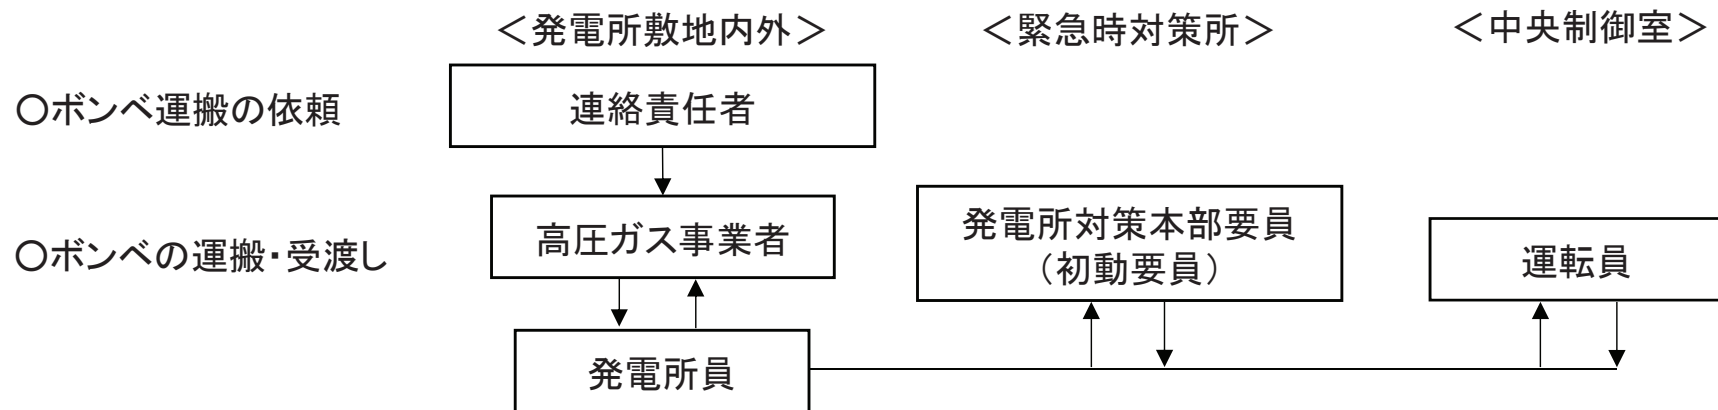 ＜発電所敷地内外＞
＜緊急時対策所＞
＜中央制御室＞
○ボンベ運搬の依頼
連絡責任者
○ボンベの運搬・受渡し
高圧ガス事業者
発電所対策本部要員
（初動要員）
運転員
発電所員